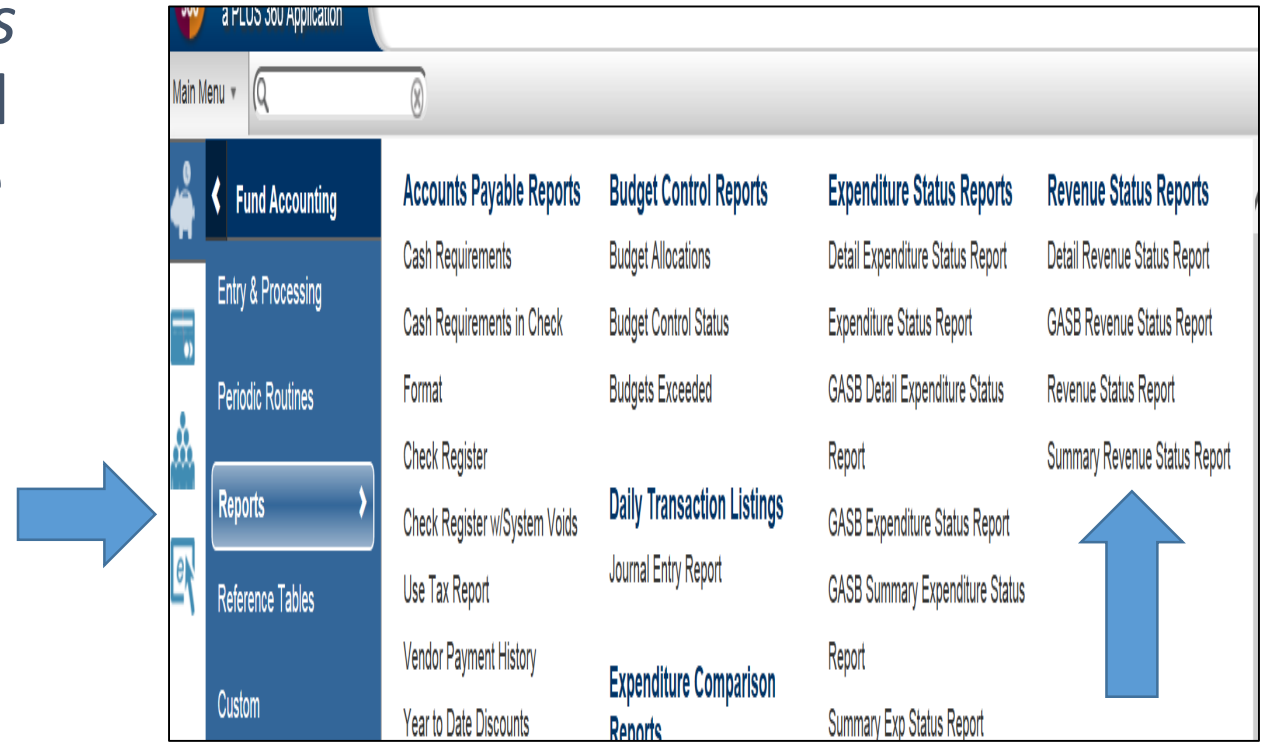 a PLUS 360 Application
Main Menu
Fund Accounting
Entry & Processing
Periodic Routines
Reports
Reference Tables
Custom
Accounts Payable Reports
Cash Requirements
Cash Requirements in Check
Format
Check Register
Check Register w/System Voids
Use Tax Report
Vendor Payment History
Year to Date Discounts
Budget Control Reports
Budget Allocations
Budget Control Status
Budgets Exceeded
Daily Transaction Listings
Journal Entry Report
Expenditure Comparison
Reports
Expenditure Status Reports
Detail Expenditure Status Report
Expenditure Status Report
GASB Detail Expenditure Status
Report
GASB Expenditure Status Report
GASB Summary Expenditure Status
Report
Summary Exp Status Report
Revenue Status Reports
Detail Revenue Status Report
GASB Revenue Status Report
Revenue Status Report
Summary Revenue Status Report